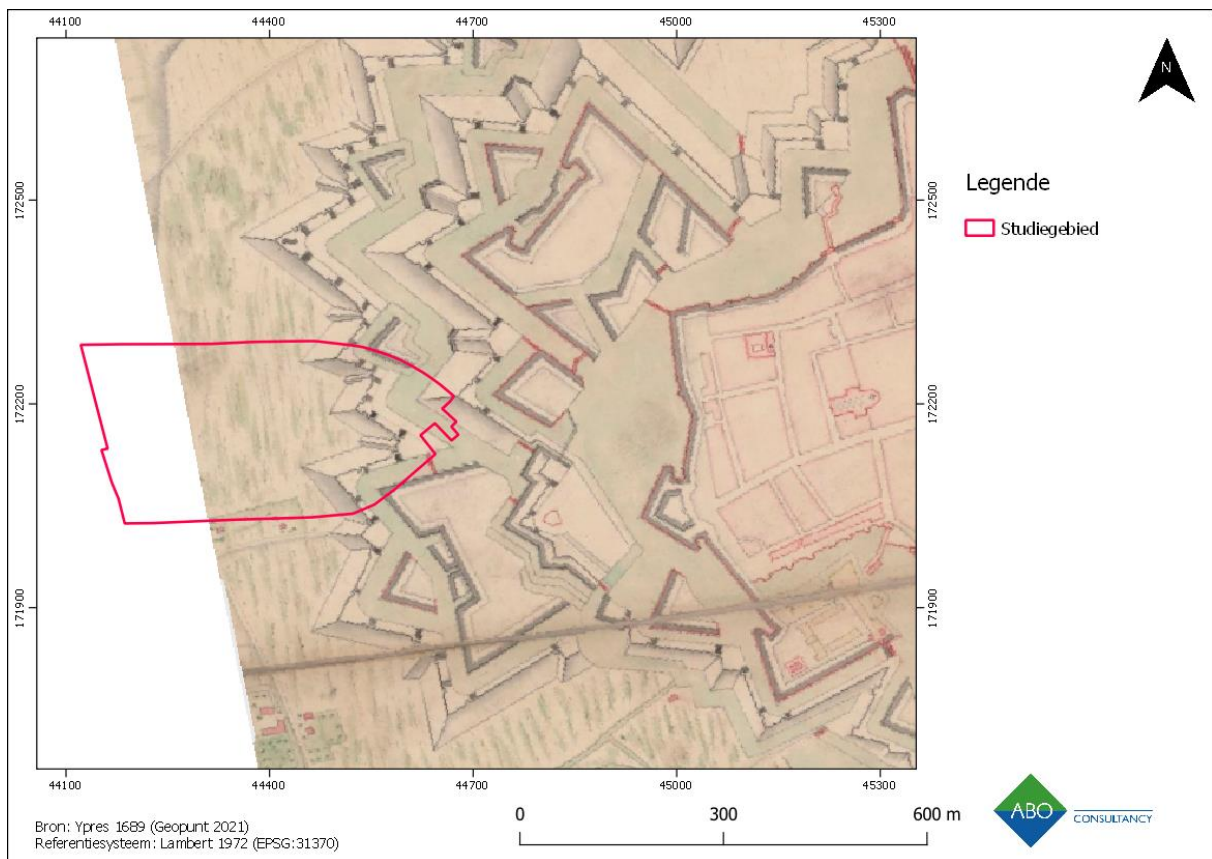 44100 44400 44700 45000 45300
N
172500 172500
Legende
Studiegebied
172200 172200
171900 171900
44100 44400 44700 45000 45300
Bron: Ypres 1689 (Geopunt 2021)
Referentiesysteem: Lambert 1972 (EPSG:31370)
0 300 600 m
ABO
CONSULTANCY